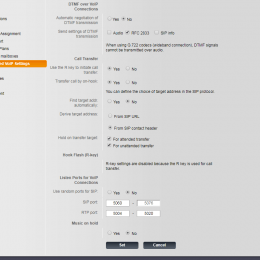 DTMF over VoIP
Connections
Automatic negotiation of
DTMF transmission
Yes No
Send settings of DTMF
transmission
Audio RFC 2833 SIP info
When using G.722 codecs (wideband connection), DTMF signals
cannot be transmitted over audio.
Call Transfer
Use the R key to initiate call
transfer:
Yes No
Transfer call by on-hook:
Yes No
You can define the choice of target address in the SIP protocol:
Find target addr.
automatically:
Yes No
Derive target address:
From SIP URL
From SIP contact header
Hold on transfer target:
For attended transfer
For unattended transfer
Hook Flash (R-key)
R key settings are disabled because the R key is used for call
transfer.
Listen Ports for VoIP
Connections
Use random ports for SIP:
Yes No
SIP port:
5060 - 5076
RTP port:
5004 - 5020
Music on hold
Yes No
Set Cancel
Assignment
Plans
mailboxes
VoIP Settings